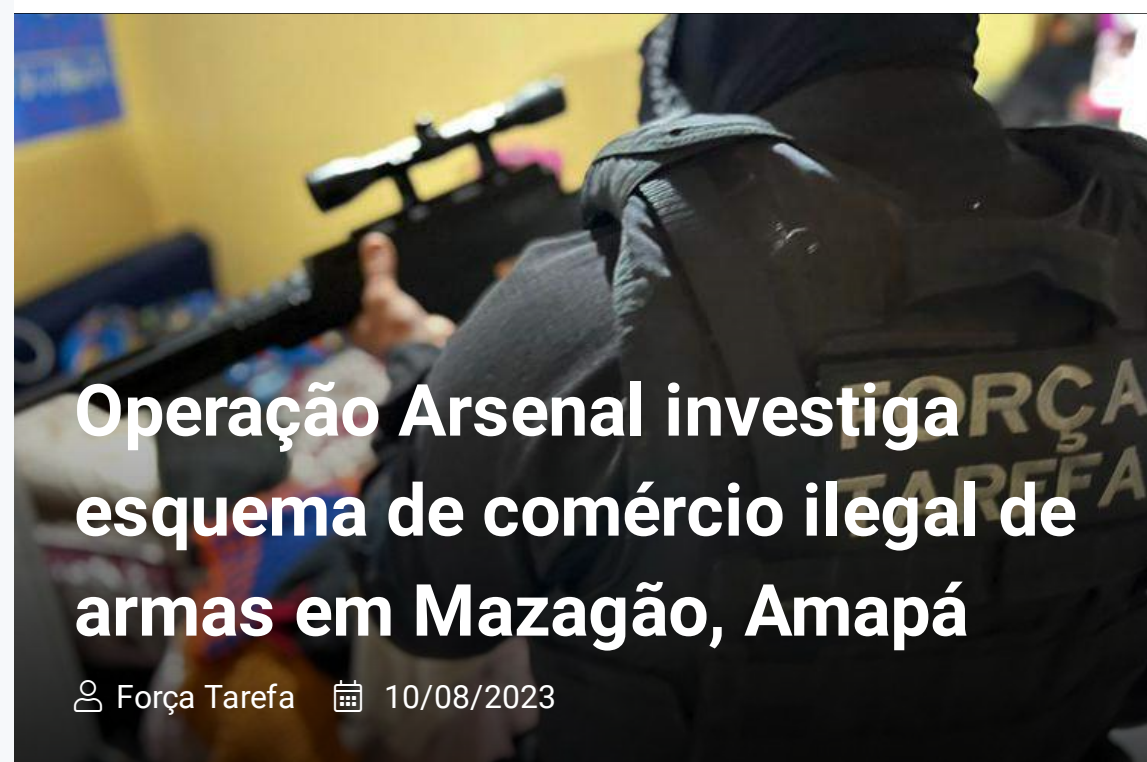 FORÇA
TAREFA
Operação Arsenal investiga
esquema de comércio ilegal de
armas em Mazagão, Amapá
Força Tarefa 10/08/2023